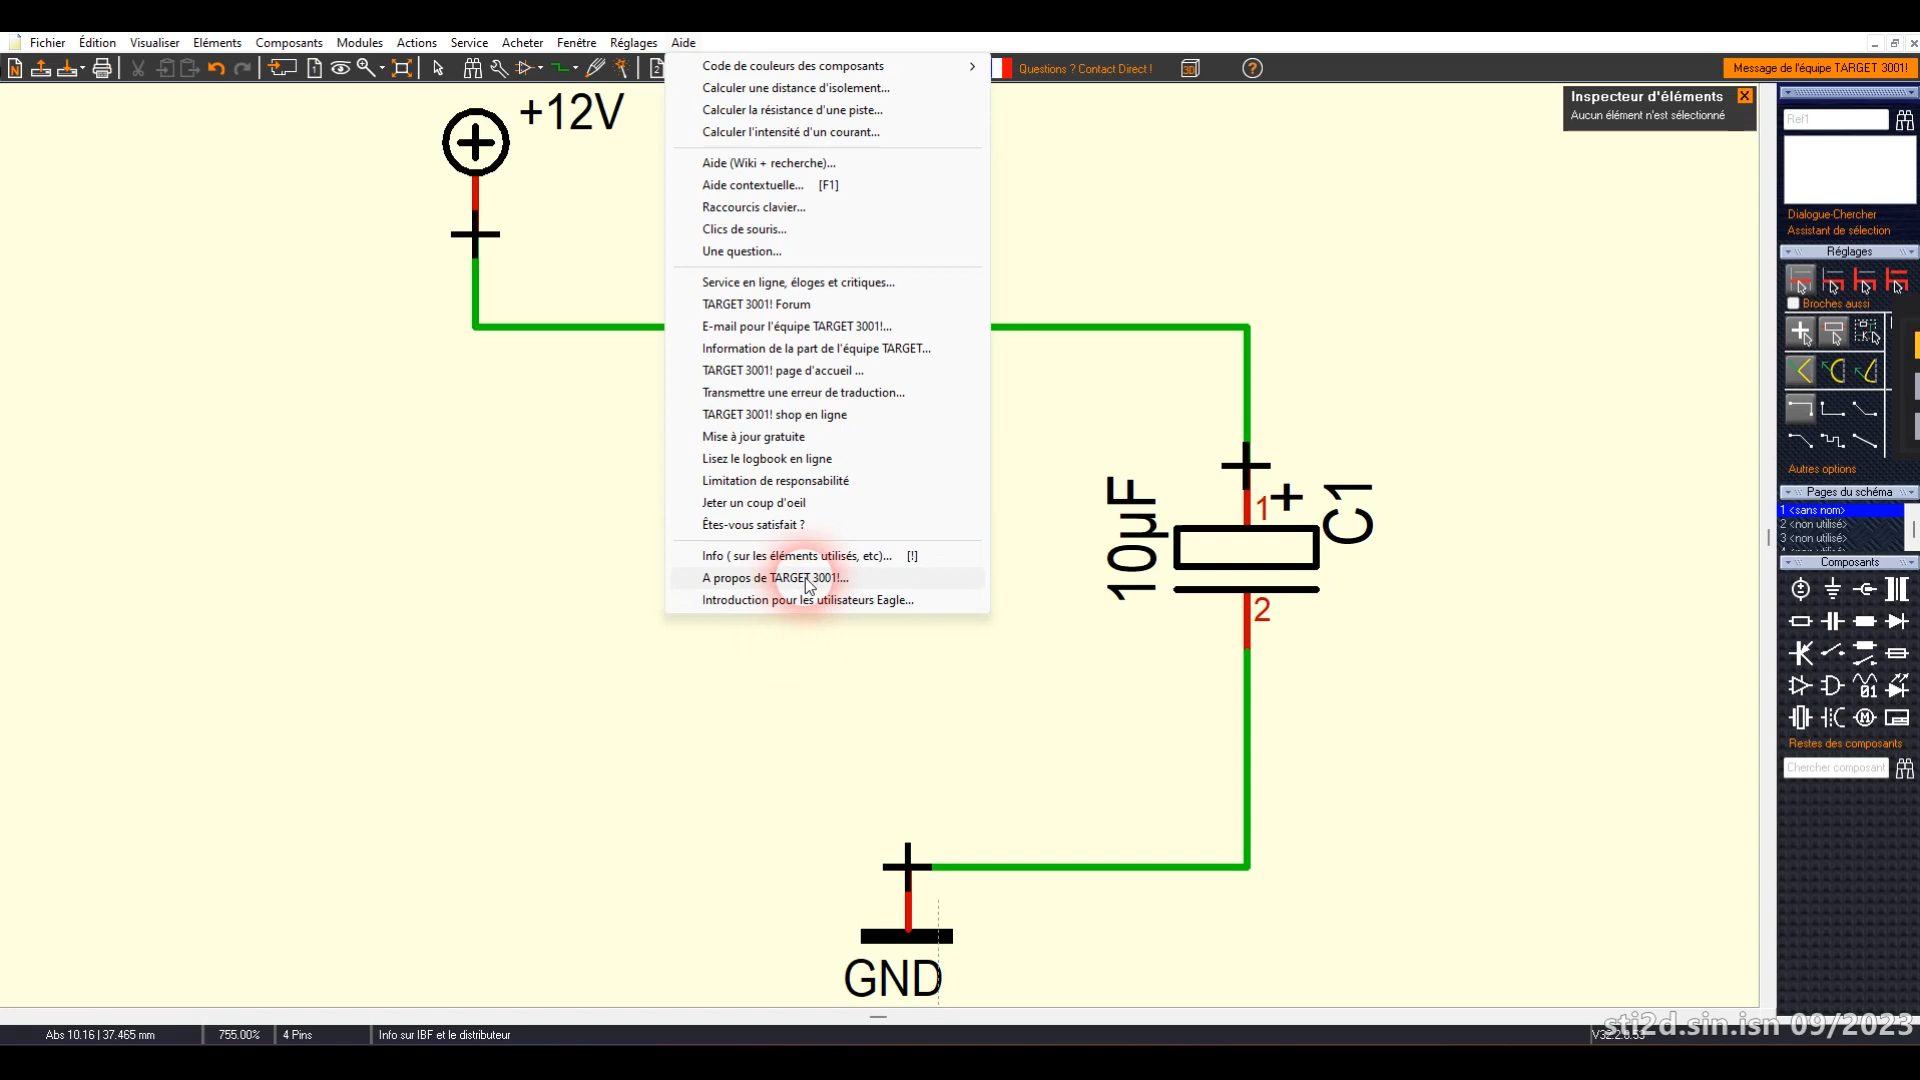 Fichier Édition Visualiser Eléments Composants Modules Actions Service Acheter Fenêtre Réglages Aide
Questions ? Contact Direct !
Message de l'équipe TARGET 3001!
Code de couleurs des composants
Calculer une distance d'isolement...
Calculer la résistance d'une piste...
Calculer l'intensité d'un courant...
Aide (Wiki + recherche)...
Aide contextuelle... [F1]
Raccourcis clavier...
Clics de souris...
Une question...
Service en ligne, éloges et critiques...
TARGET 3001! Forum
E-mail pour l'équipe TARGET 3001!...
Information de la part de l'équipe TARGET...
TARGET 3001! page d'accueil ...
Transmettre une erreur de traduction...
TARGET 3001! shop en ligne
Mise à jour gratuite
Lisez le logbook en ligne
Limitation de responsabilité
Jeter un coup d'oeil
Êtes-vous satisfait ?
Info ( sur les éléments utilisés, etc)... [!]
A propos de TARGET 3001!...
Introduction pour les utilisateurs Eagle...
+12V
10µF
1
+
C1
2
GND
Inspecteur d'éléments
Aucun élément n'est sélectionné
Ref1
Dialogue-Chercher
Assistant de sélection
Réglages
Broches aussi
Autres options
Pages du schéma
1 <sans nom>
2 <non utilisé>
3 <non utilisé>
Composants
Restes des composants
Chercher composant
Abs 10.16 | 37.465 mm 755.00% 4 Pins Info sur IBF et le distributeur
sti2d.sin.isn 09/2023